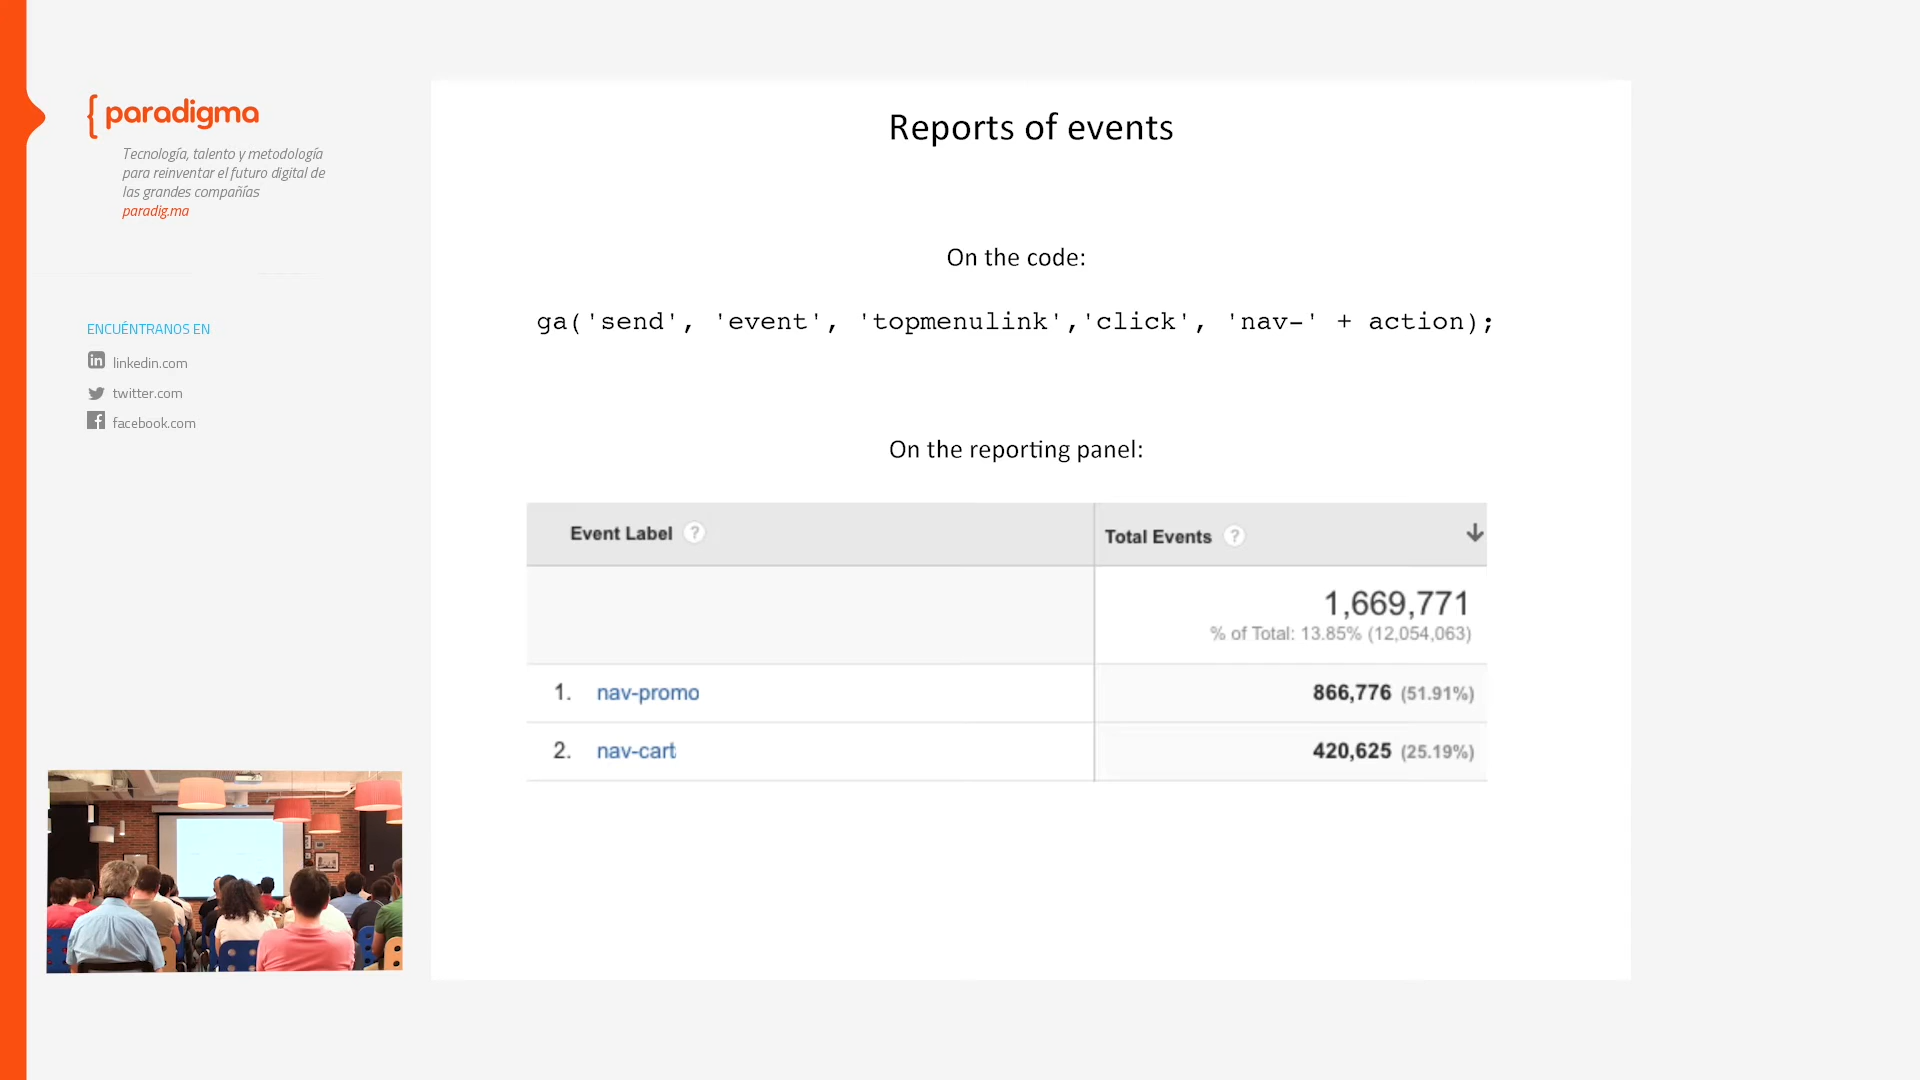 { paradigma
Tecnología, talento y metodología
para reinventar el futuro digital de
las grandes compañías
paradig.ma
ENCUÉNTRANOS EN
in linkedin.com
twitter.com
f facebook.com
Reports of events
On the code:
ga('send', 'event', 'topmenulink','click', 'nav-' + action);
On the reporting panel:
Event Label ? Total Events ?
1,669,771
% of Total: 13.85% (12,054,063)
1. nav-promo 866,776 (51.91%)
2. nav-cart 420,625 (25.19%)